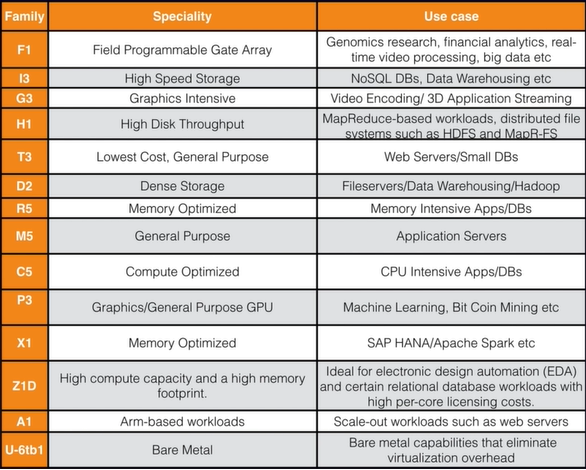 Family Speciality Use case
F1 Field Programmable Gate Array Genomics research, financial analytics, real-
time video processing, big data etc
I3 High Speed Storage NoSQL DBs, Data Warehousing etc
G3 Graphics Intensive Video Encoding/ 3D Application Streaming
H1 High Disk Throughput MapReduce-based workloads, distributed file
systems such as HDFS and MapR-FS
T3 Lowest Cost, General Purpose Web Servers/Small DBs
D2 Dense Storage Fileservers/Data Warehousing/Hadoop
R5 Memory Optimized Memory Intensive Apps/DBs
M5 General Purpose Application Servers
C5 Compute Optimized CPU Intensive Apps/DBs
P3 Graphics/General Purpose GPU Machine Learning, Bit Coin Mining etc
X1 Memory Optimized SAP HANA/Apache Spark etc
Z1D High compute capacity and a high memory
footprint. Ideal for electronic design automation (EDA)
and certain relational database workloads with
high per-core licensing costs.
A1 Arm-based workloads Scale-out workloads such as web servers
U-6tb1 Bare Metal Bare metal capabilities that eliminate
virtualization overhead